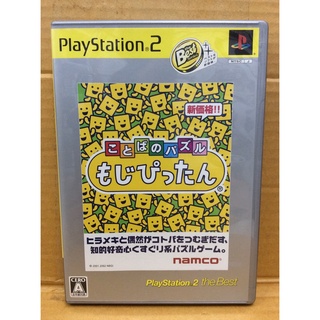 PlayStation 2
the Best
新価格!!
ことばのパズル
もじぴったん®
ヒラメキと偶然がコトバをつむぎだす、
知的好奇心くすぐり系パズルゲーム。
namco®
CERO
A
PlayStation 2 the Best